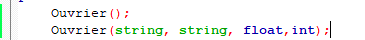 Ouvrier();
Ouvrier(string, string, float,int);